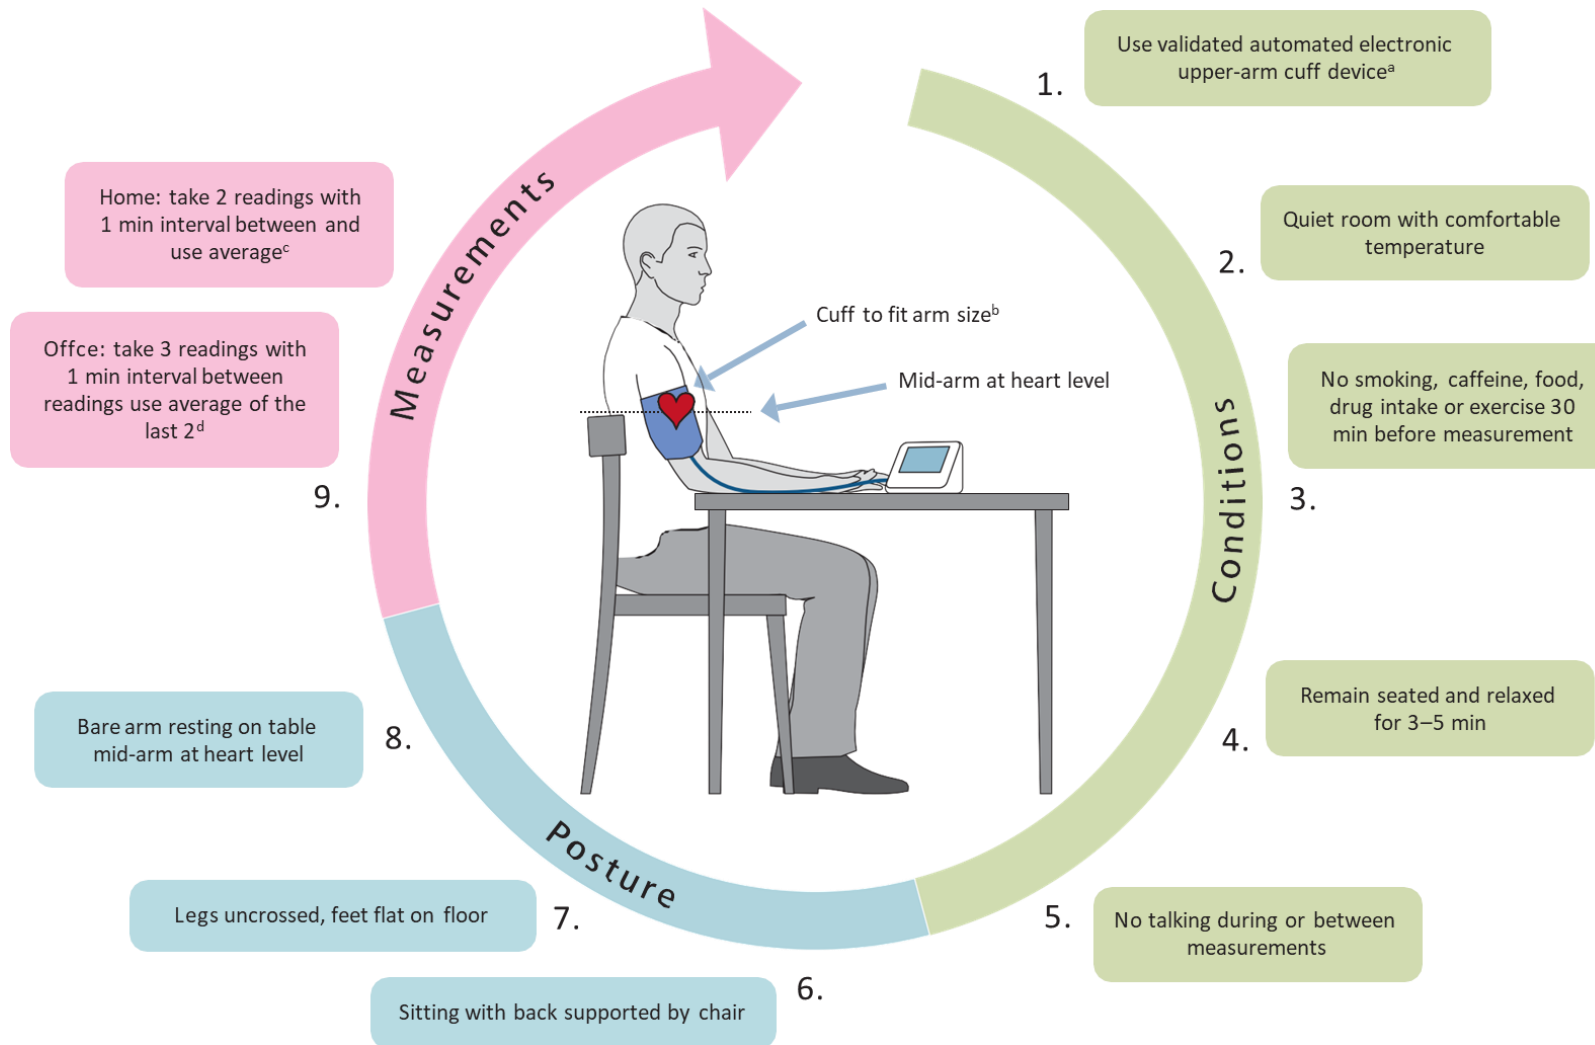 1.
Use validated automated electronic
upper-arm cuff deviceᵃ
2.
Quiet room with comfortable
temperature
3.
No smoking, caffeine, food,
drug intake or exercise 30
min before measurement
4.
Remain seated and relaxed
for 3–5 min
5.
No talking during or between
measurements
Conditions
6.
Sitting with back supported by chair
7.
Legs uncrossed, feet flat on floor
8.
Bare arm resting on table
mid-arm at heart level
Posture
9.
Offce: take 3 readings with
1 min interval between
readings use average of the
last 2ᵈ
Home: take 2 readings with
1 min interval between and
use averageᶜ
Measurements
Cuff to fit arm sizeᵇ
Mid-arm at heart level